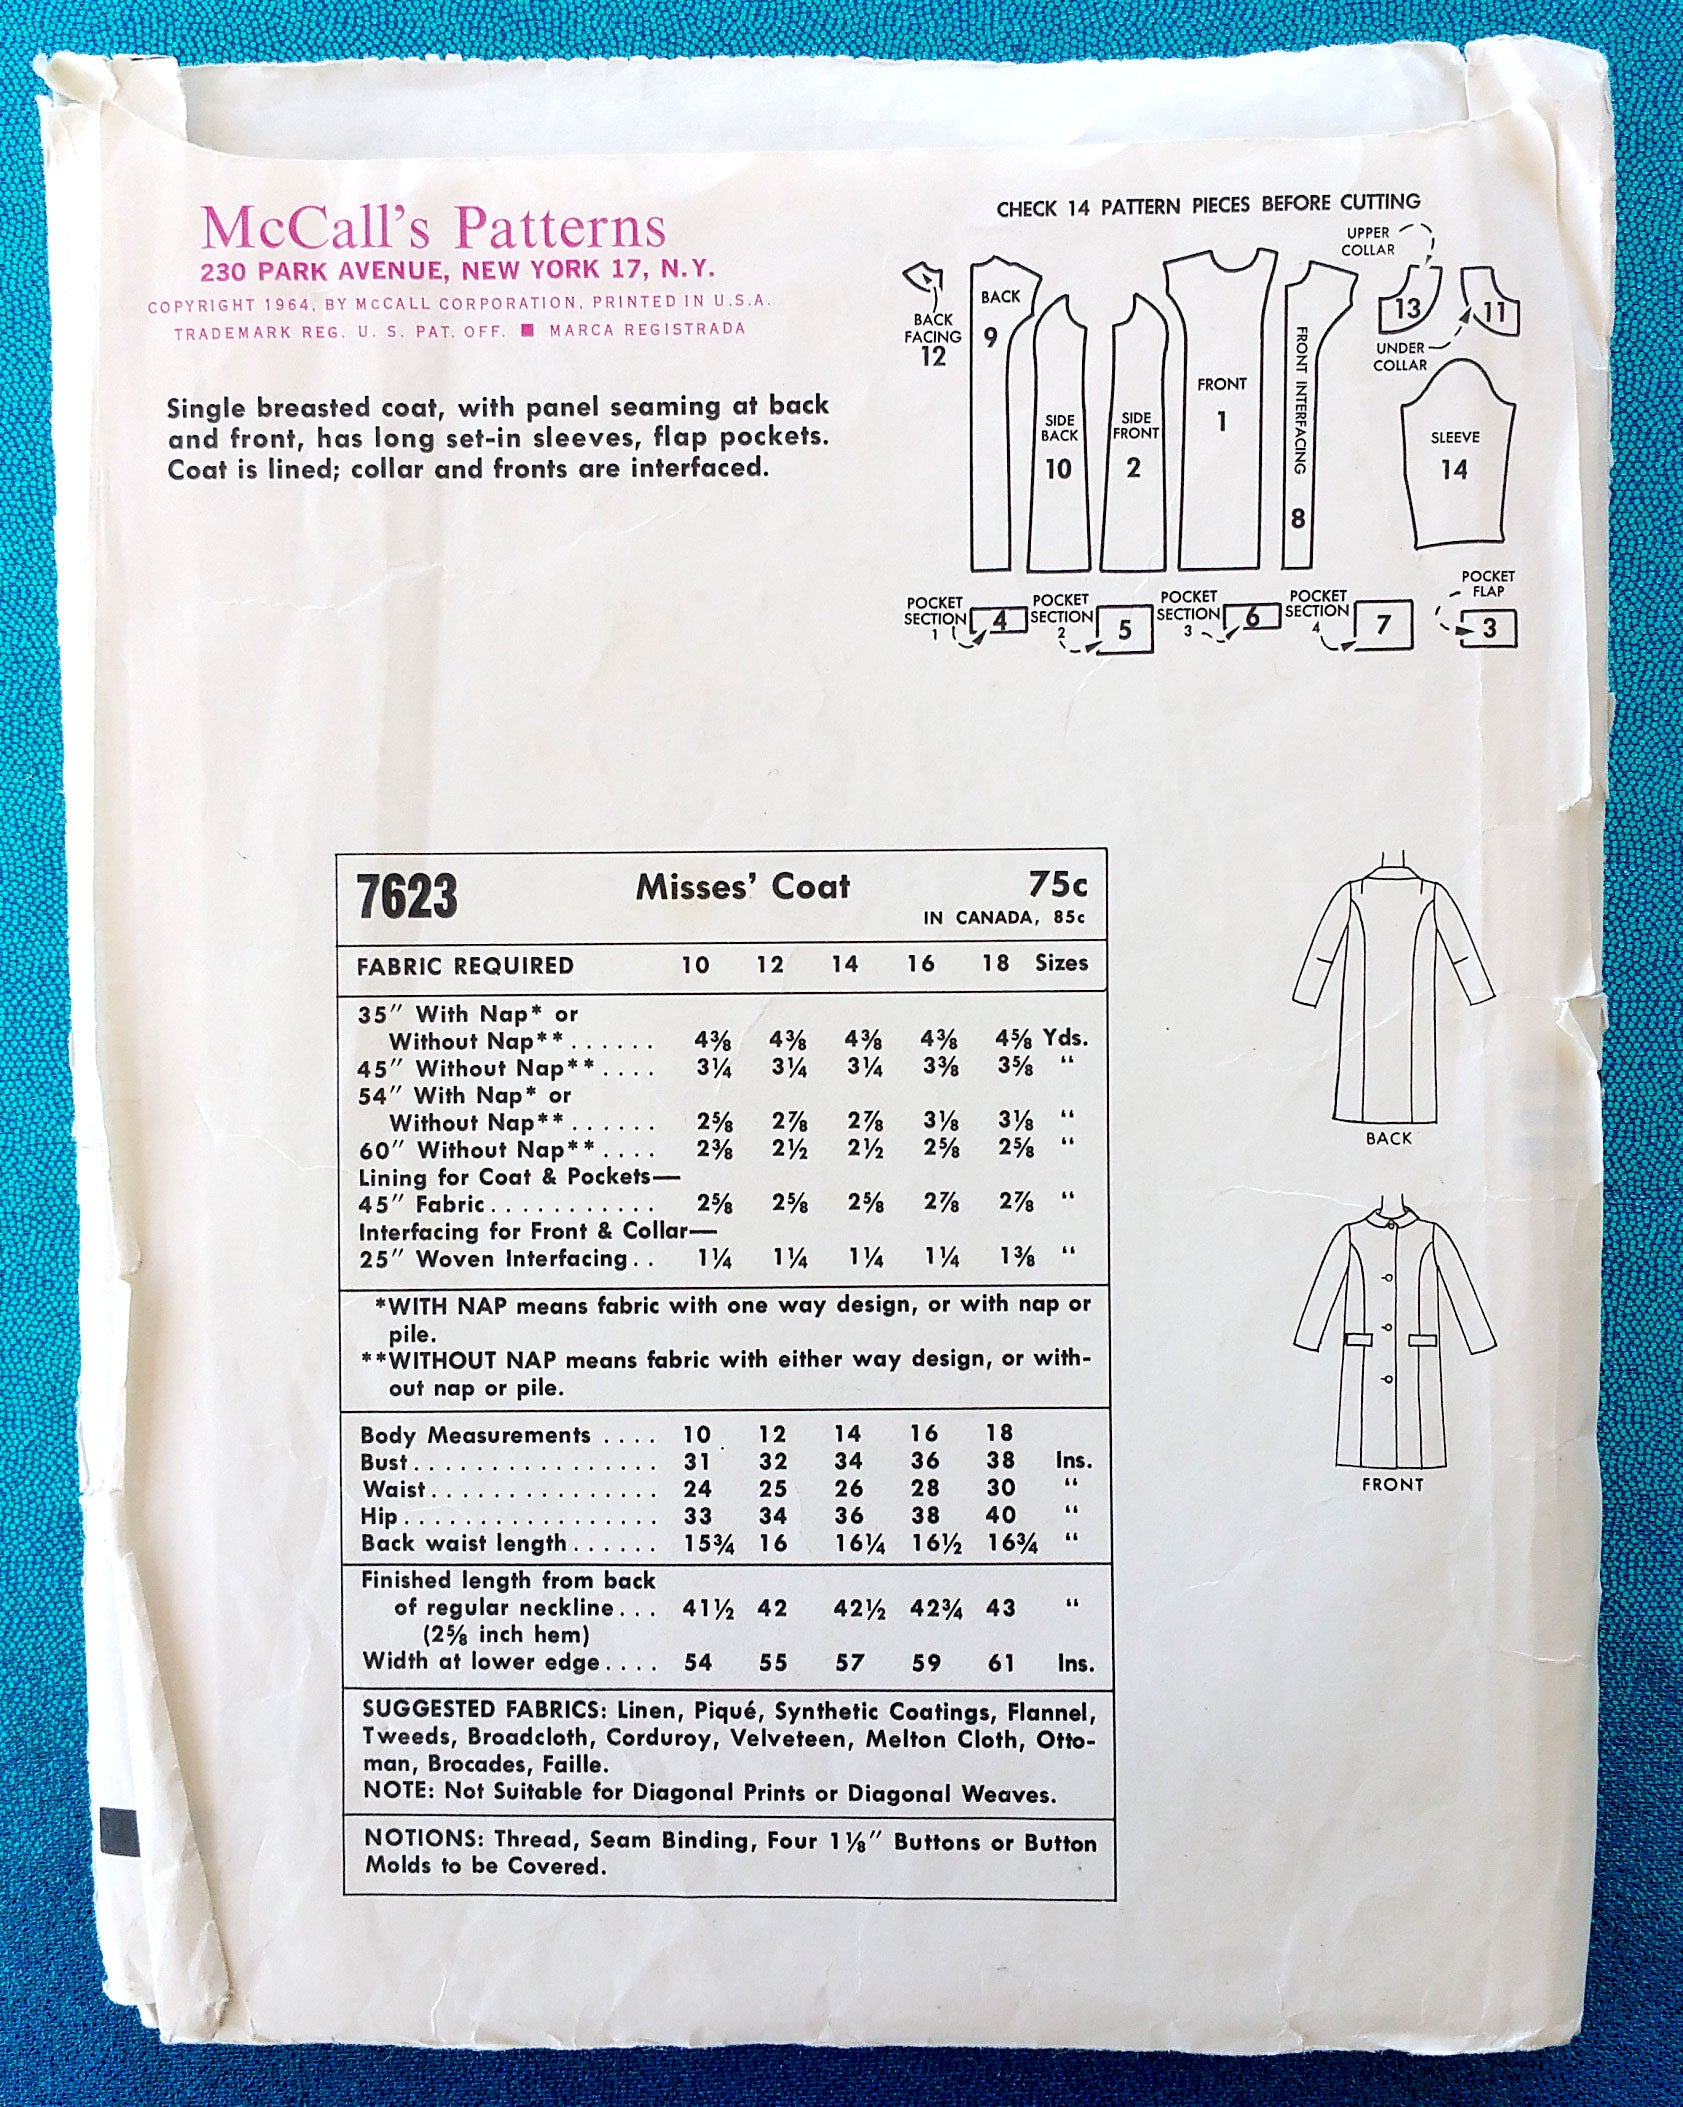 McCall's Patterns
230 PARK AVENUE, NEW YORK 17, N.Y.
COPYRIGHT 1964, BY McCALL CORPORATION, PRINTED IN U.S.A.
TRADEMARK REG. U. S. PAT. OFF. ■ MARCA REGISTRADA
Single breasted coat, with panel seaming at back
and front, has long set-in sleeves, flap pockets.
Coat is lined; collar and fronts are interfaced.
CHECK 14 PATTERN PIECES BEFORE CUTTING
UPPER
COLLAR
13
11
UNDER
COLLAR
BACK
FACING
12
BACK
9
SIDE
BACK
10
SIDE
FRONT
2
FRONT
1
FRONT INTERFACING
8
SLEEVE
14
POCKET
SECTION
1
4
POCKET
SECTION
2
5
POCKET
SECTION
3
6
POCKET
SECTION
4
7
POCKET
FLAP
3
7623 Misses' Coat 75c
IN CANADA, 85c
FABRIC REQUIRED 10 12 14 16 18 Sizes
35" With Nap* or
Without Nap** ...... 4⅜ 4⅜ 4⅜ 4⅜ 4⅝ Yds.
45" Without Nap** .... 3¼ 3¼ 3¼ 3⅜ 3⅝ "
54" With Nap* or
Without Nap** ...... 2⅝ 2⅞ 2⅞ 3⅛ 3⅛ "
60" Without Nap** .... 2⅜ 2½ 2½ 2⅝ 2⅝ "
Lining for Coat & Pockets—
45" Fabric ........... 2⅝ 2⅝ 2⅝ 2⅞ 2⅞ "
Interfacing for Front & Collar—
25" Woven Interfacing .. 1¼ 1¼ 1¼ 1¼ 1⅜ "
*WITH NAP means fabric with one way design, or with nap or
pile.
**WITHOUT NAP means fabric with either way design, or with-
out nap or pile.
Body Measurements .... 10 12 14 16 18
Bust ................ 31 32 34 36 38 Ins.
Waist ............... 24 25 26 28 30 "
Hip ................. 33 34 36 38 40 "
Back waist length ...... 15¾ 16 16¼ 16½ 16¾ "
Finished length from back
of regular neckline ... 41½ 42 42½ 42¾ 43 "
(2⅝ inch hem)
Width at lower edge .... 54 55 57 59 61 Ins.
SUGGESTED FABRICS: Linen, Piqué, Synthetic Coatings, Flannel,
Tweeds, Broadcloth, Corduroy, Velveteen, Melton Cloth, Otto-
man, Brocades, Faille.
NOTE: Not Suitable for Diagonal Prints or Diagonal Weaves.
NOTIONS: Thread, Seam Binding, Four 1⅛" Buttons or Button
Molds to be Covered.
BACK
FRONT